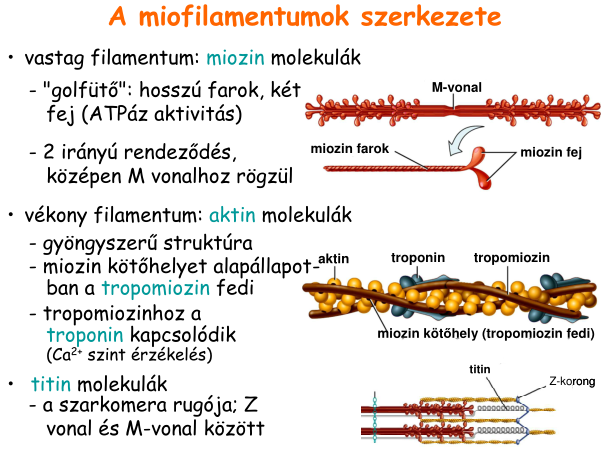 A miofilamentumok szerkezete
• vastag filamentum: miozin molekulák
- "golfütő": hosszú farok, két
fej (ATPáz aktivitás)
- 2 irányú rendeződés,
középen M vonalhoz rögzül
M-vonal
miozin farok
miozin fej
• vékony filamentum: aktin molekulák
- gyöngyszerű struktúra
- miozin kötőhelyet alapállapot-
ban a tropomiozin fedi
- tropomiozinhoz a
troponin kapcsolódik
(Ca²⁺ szint érzékelés)
aktin
troponin
tropomiozin
miozin kötőhely (tropomiozin fedi)
• titin molekulák
- a szarkomera rugója; Z
vonal és M-vonal között
titin
Z-korong